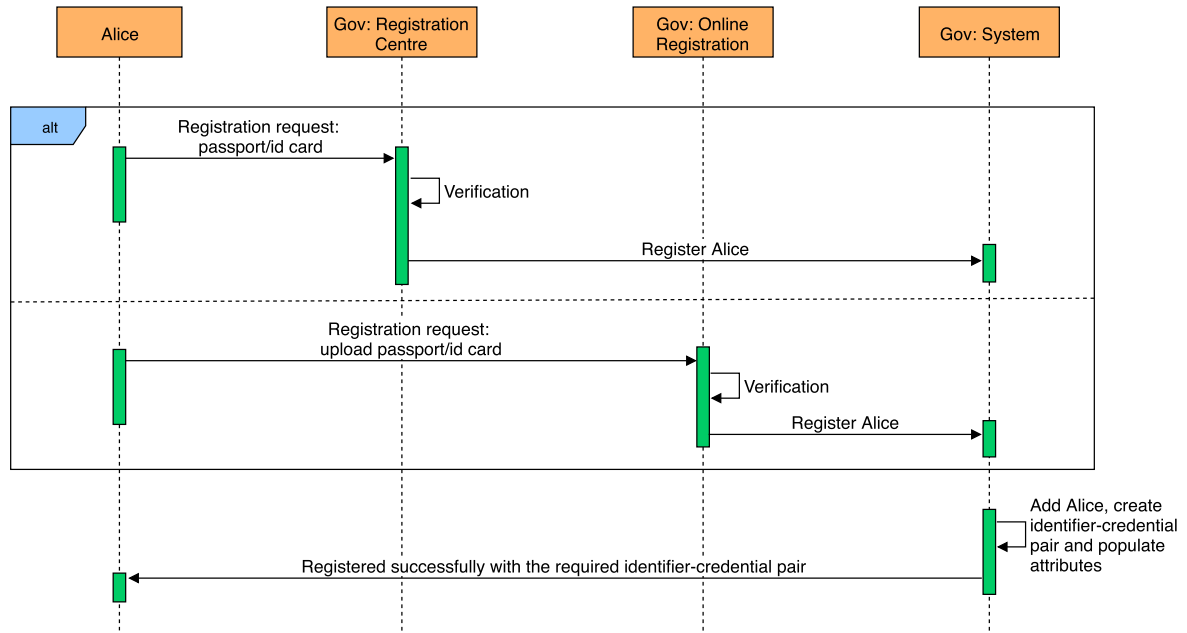 Alice
Gov: Registration
Centre
Gov: Online
Registration
Gov: System
alt
Registration request:
passport/id card
Verification
Register Alice
Registration request:
upload passport/id card
Verification
Register Alice
Add Alice, create
identifier-credential
pair and populate
attributes
Registered successfully with the required identifier-credential pair